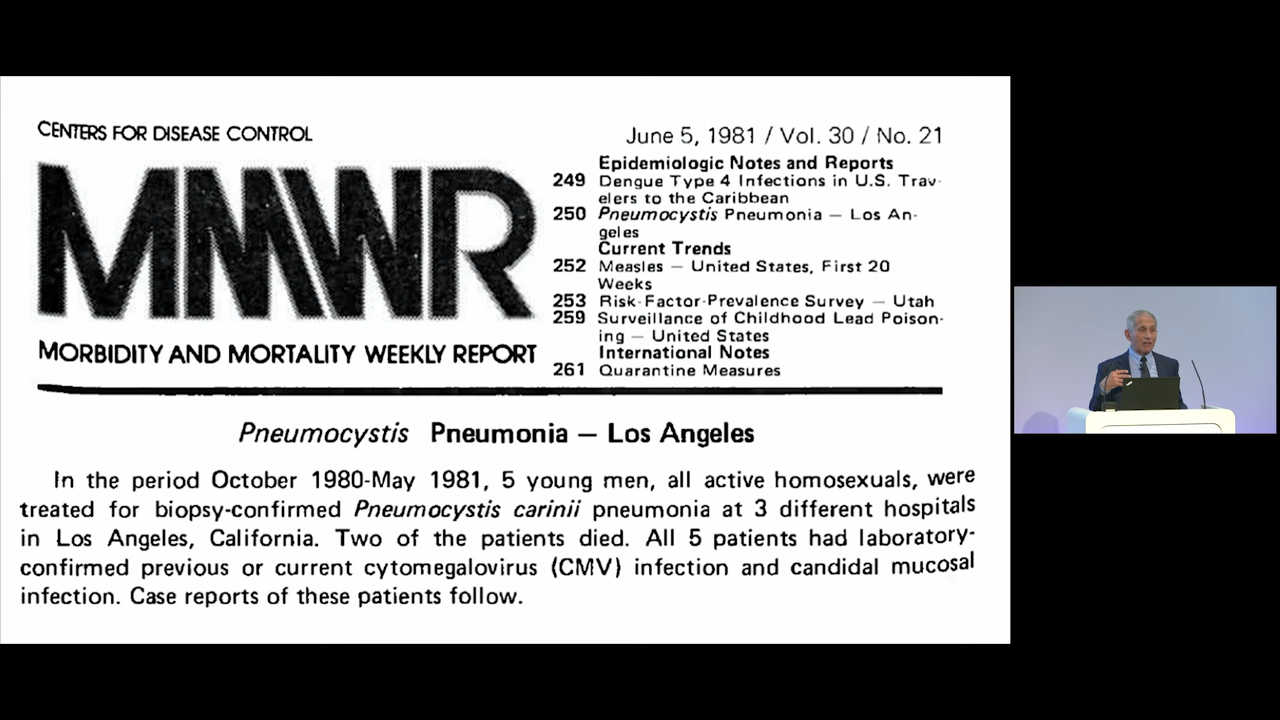 CENTERS FOR DISEASE CONTROL
June 5, 1981 / Vol. 30 / No. 21
MMWR
MORBIDITY AND MORTALITY WEEKLY REPORT
Epidemiologic Notes and Reports
249 Dengue Type 4 Infections in U.S. Trav-
elers to the Caribbean
250 Pneumocystis Pneumonia — Los An-
geles
Current Trends
252 Measles — United States, First 20
Weeks
253 Risk-Factor-Prevalence Survey — Utah
259 Surveillance of Childhood Lead Poison-
ing — United States
International Notes
261 Quarantine Measures
Pneumocystis Pneumonia — Los Angeles
In the period October 1980-May 1981, 5 young men, all active homosexuals, were
treated for biopsy-confirmed Pneumocystis carinii pneumonia at 3 different hospitals
in Los Angeles, California. Two of the patients died. All 5 patients had laboratory-
confirmed previous or current cytomegalovirus (CMV) infection and candidal mucosal
infection. Case reports of these patients follow.